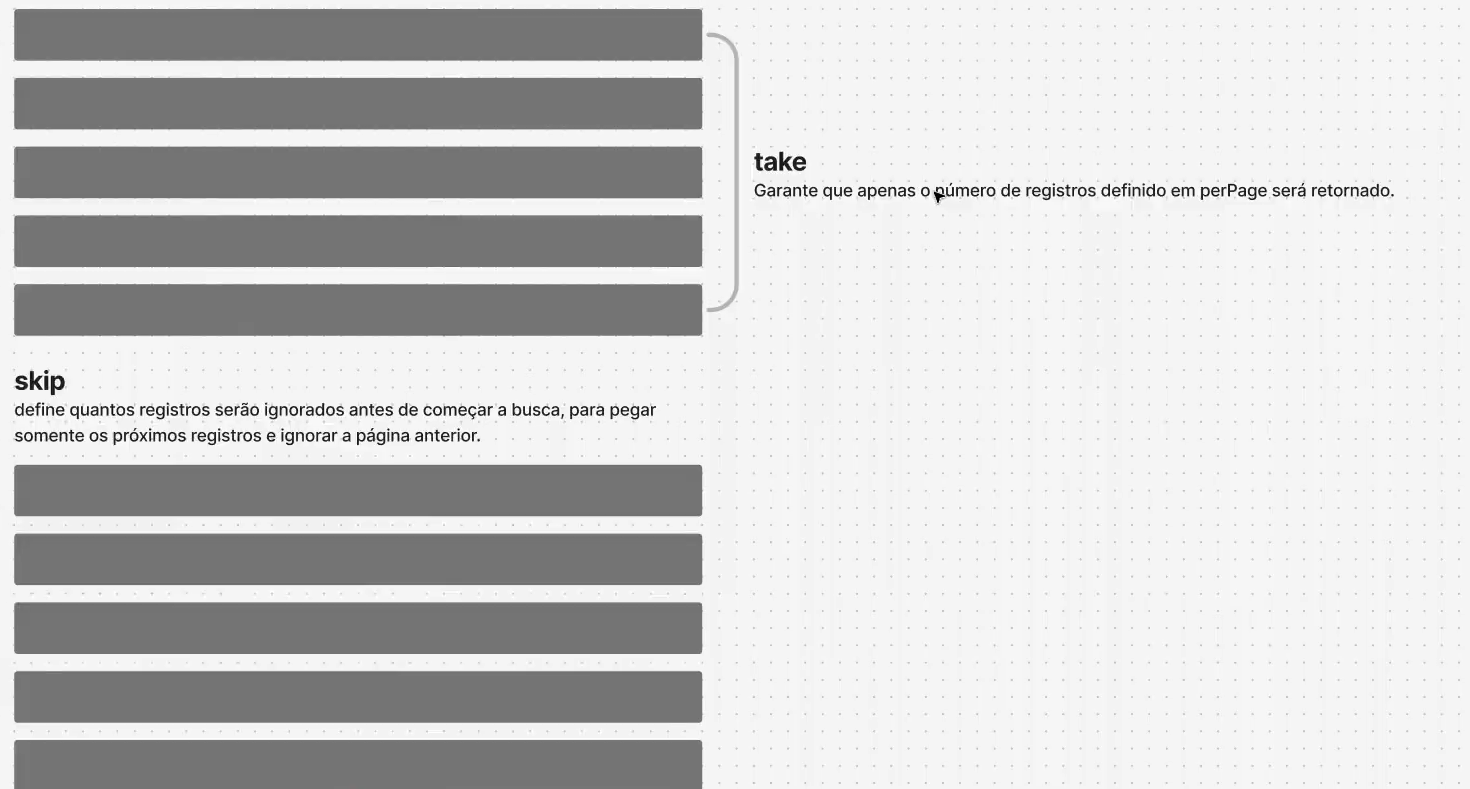 take
Garante que apenas o número de registros definido em perPage será retornado.
skip
define quantos registros serão ignorados antes de começar a busca, para pegar
somente os próximos registros e ignorar a página anterior.